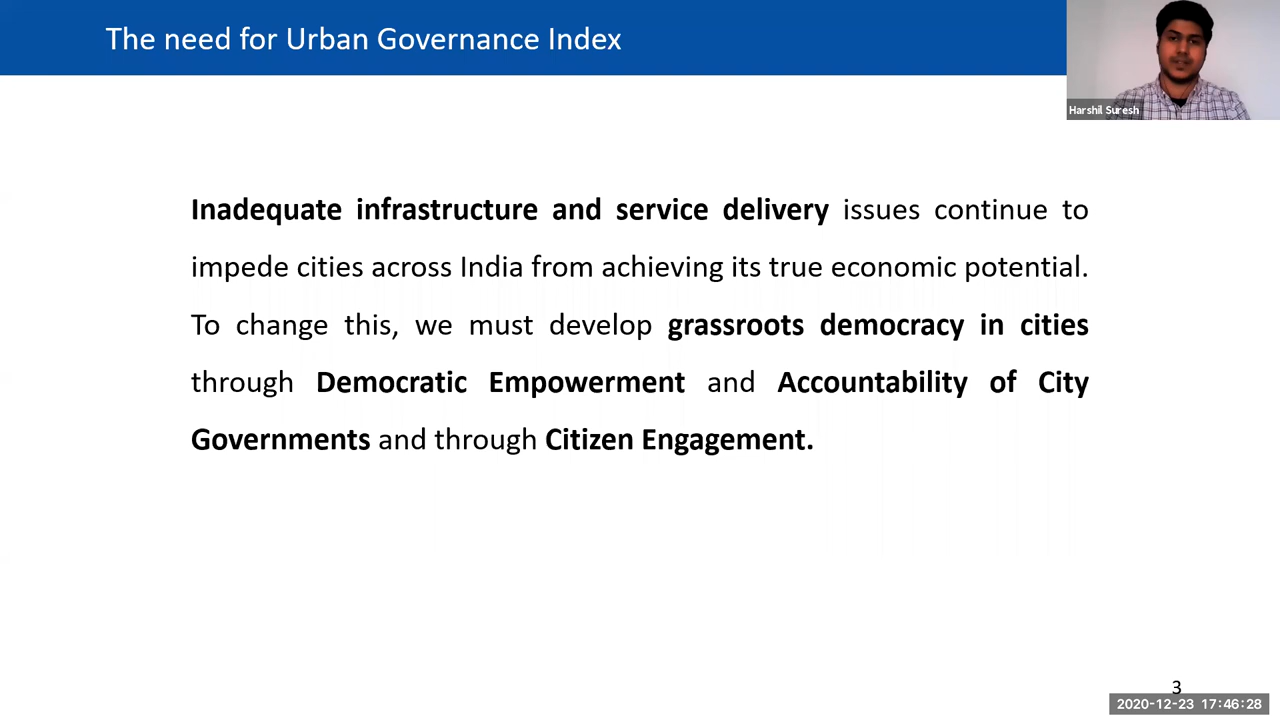 The need for Urban Governance Index
Harshil Suresh
Inadequate infrastructure and service delivery issues continue to
impede cities across India from achieving its true economic potential.
To change this, we must develop grassroots democracy in cities
through Democratic Empowerment and Accountability of City
Governments and through Citizen Engagement.
3
2020-12-23 17:46:28